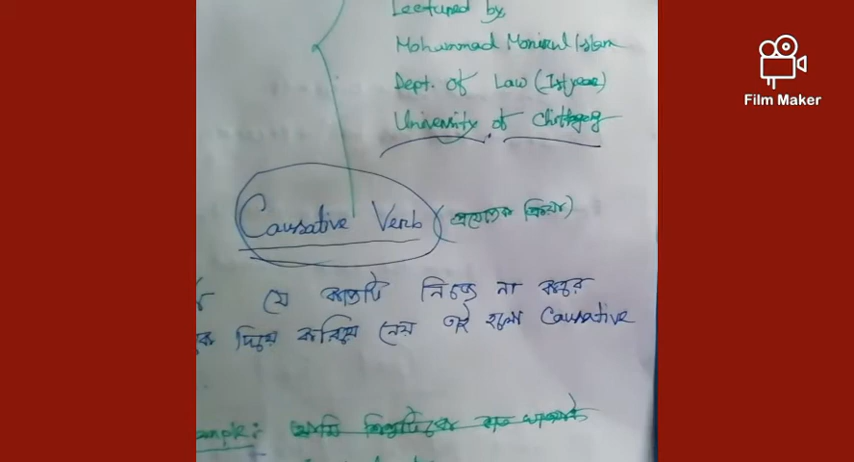 Lectured by
Mohammad Monirul Islam
Dept. of Law (1st year)
University of Chittagong
Causative Verb (প্রযোজক ক্রিয়া)
যে কাজটি নিজে না করে
দিয়ে করিয়ে নেয় তাই হলো Causative
আমি শিশুটিকে ভাত
Film Maker